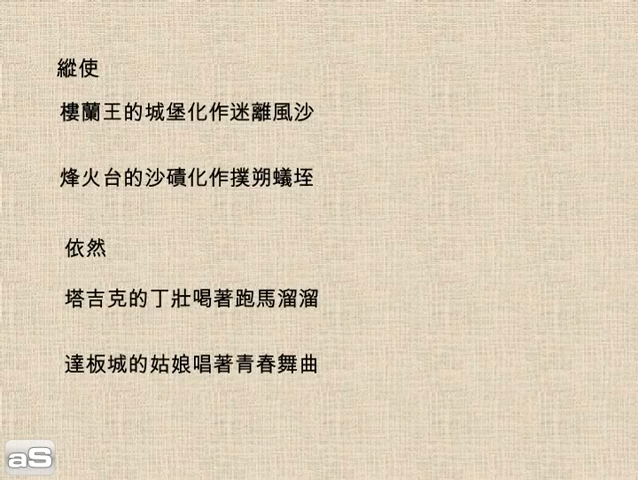 縱使
樓蘭王的城堡化作迷離風沙
烽火台的沙磧化作撲朔蟻垤
依然
塔吉克的丁壯喝著跑馬溜溜
達板城的姑娘唱著青春舞曲
aS